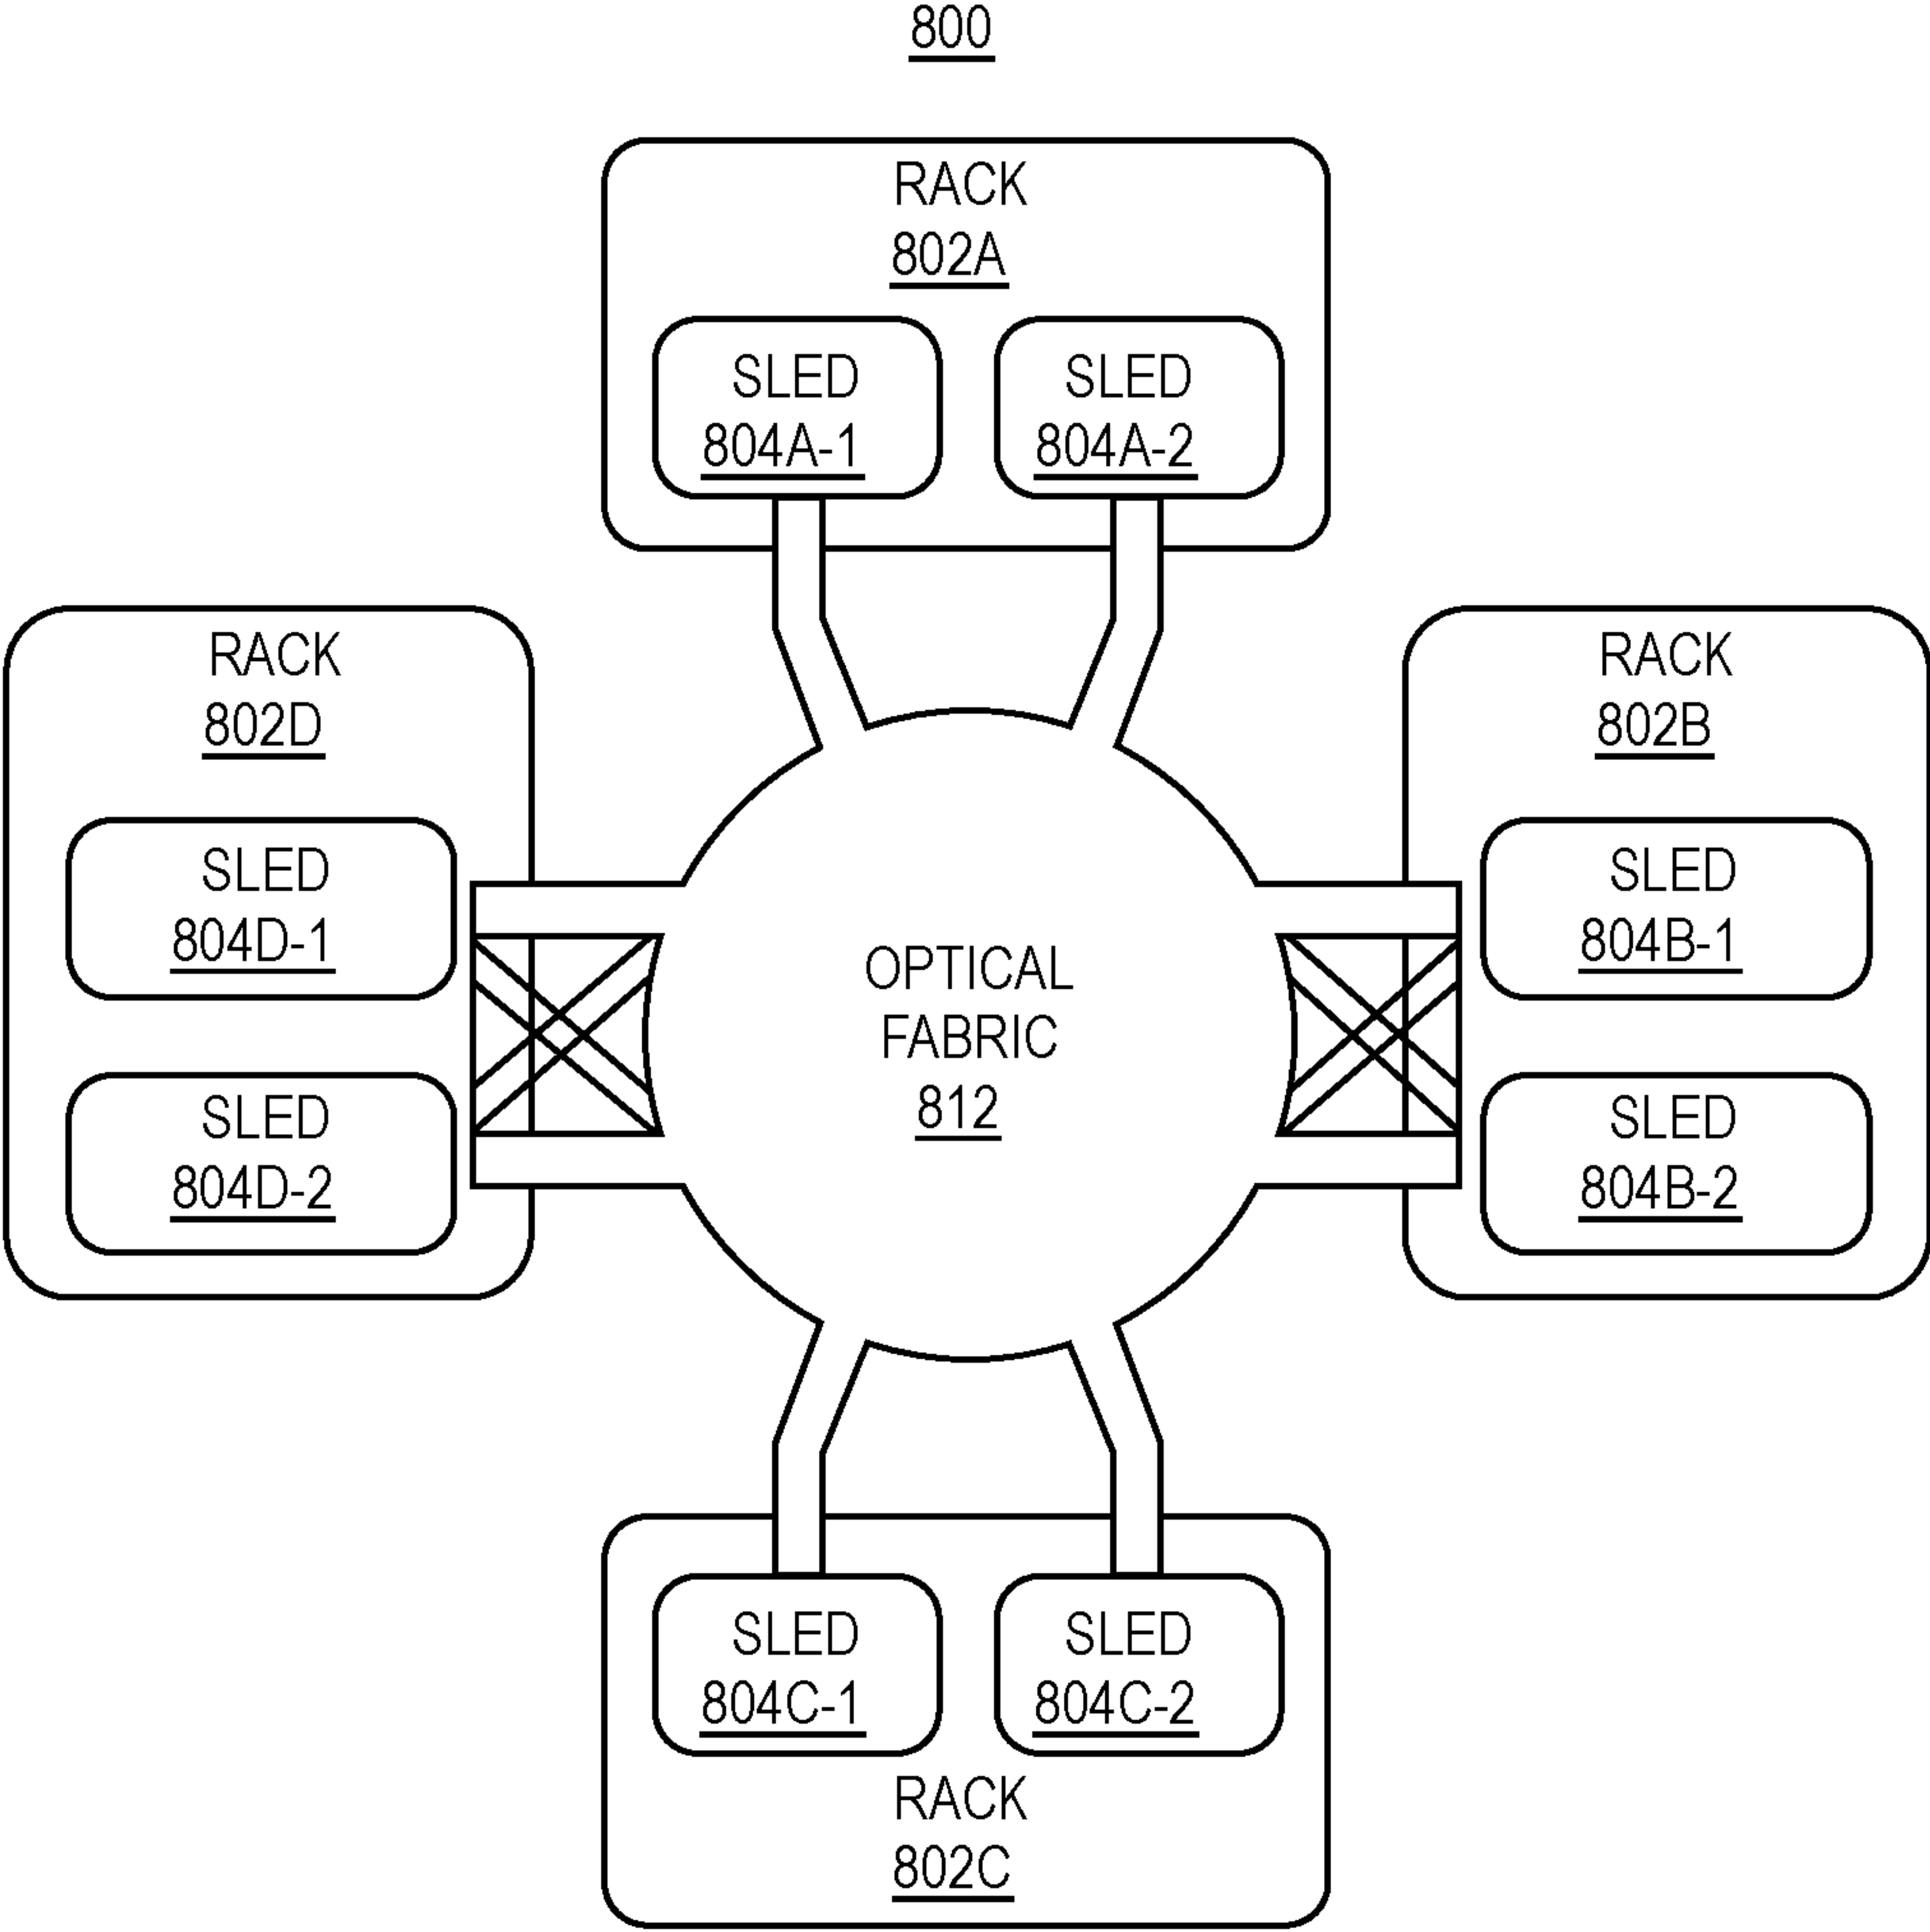 800
RACK
802A
SLED
804A-1
SLED
804A-2
RACK
802D
SLED
804D-1
SLED
804D-2
OPTICAL
FABRIC
812
RACK
802B
SLED
804B-1
SLED
804B-2
SLED
804C-1
SLED
804C-2
RACK
802C